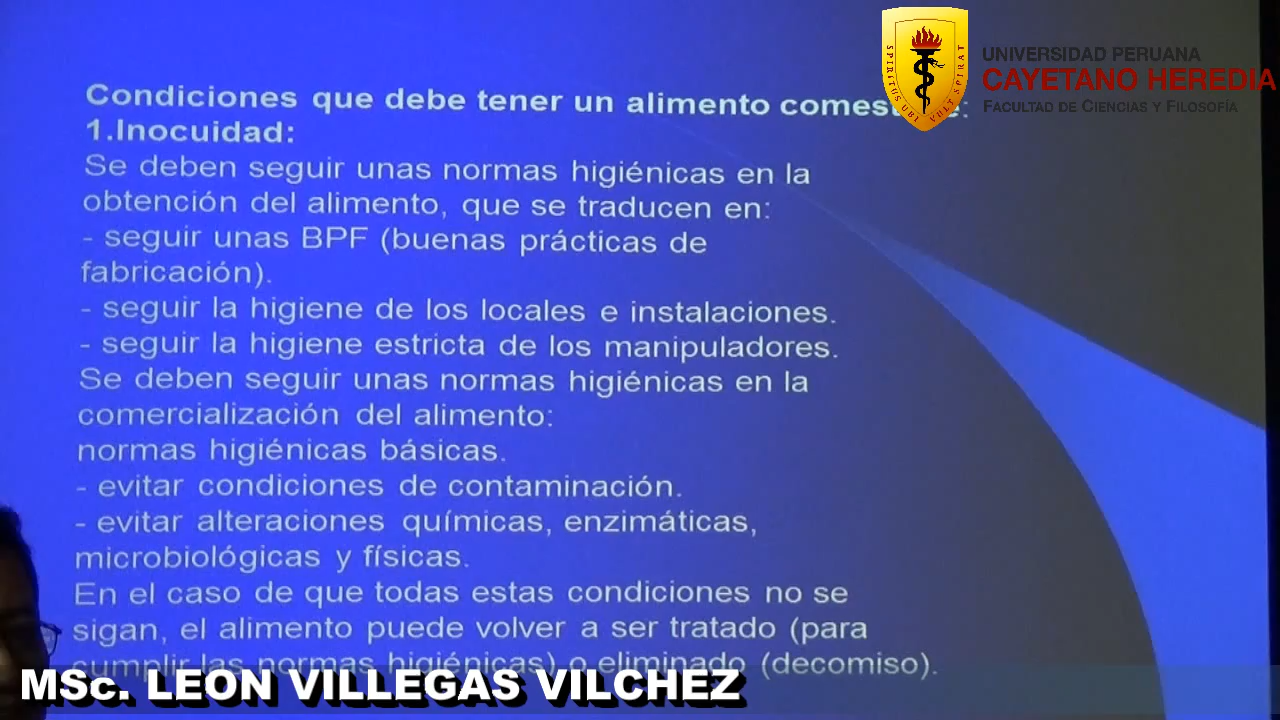 Condiciones que debe tener un alimento
1.Inocuidad:
Se deben seguir unas normas higiénicas en la
obtención del alimento, que se traducen en:
- seguir unas BPF (buenas prácticas de
fabricación).
- seguir la higiene de los locales e instalaciones.
- seguir la higiene estricta de los manipuladores.
Se deben seguir unas normas higiénicas en la
comercialización del alimento:
normas higiénicas básicas.
- evitar condiciones de contaminación.
- evitar alteraciones químicas, enzimáticas,
microbiológicas y físicas.
En el caso de que todas estas condiciones no se
sigan, el alimento puede volver a ser tratado (para
cumplir las normas higiénicas) o eliminado (decomiso).
SPIRITUS UBI VULT SPIRAT
UNIVERSIDAD PERUANA
CAYETANO HEREDIA
FACULTAD DE CIENCIAS Y FILOSOFÍA
MSc. LEON VILLEGAS VILCHEZ